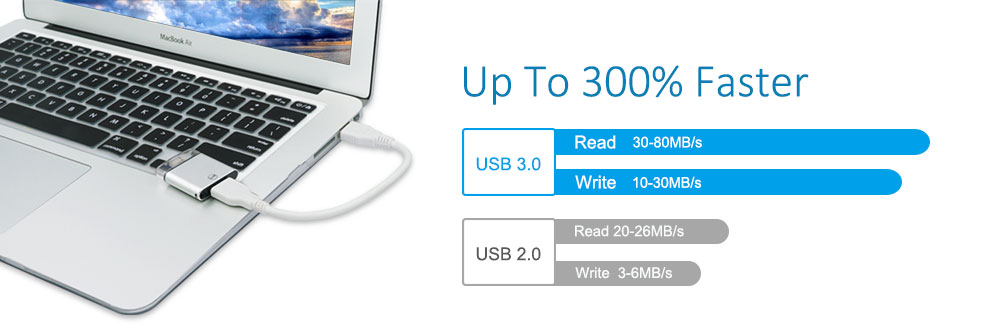 MacBook Air
Up To 300% Faster
USB 3.0
Read 30-80MB/s
Write 10-30MB/s
USB 2.0
Read 20-26MB/s
Write 3-6MB/s